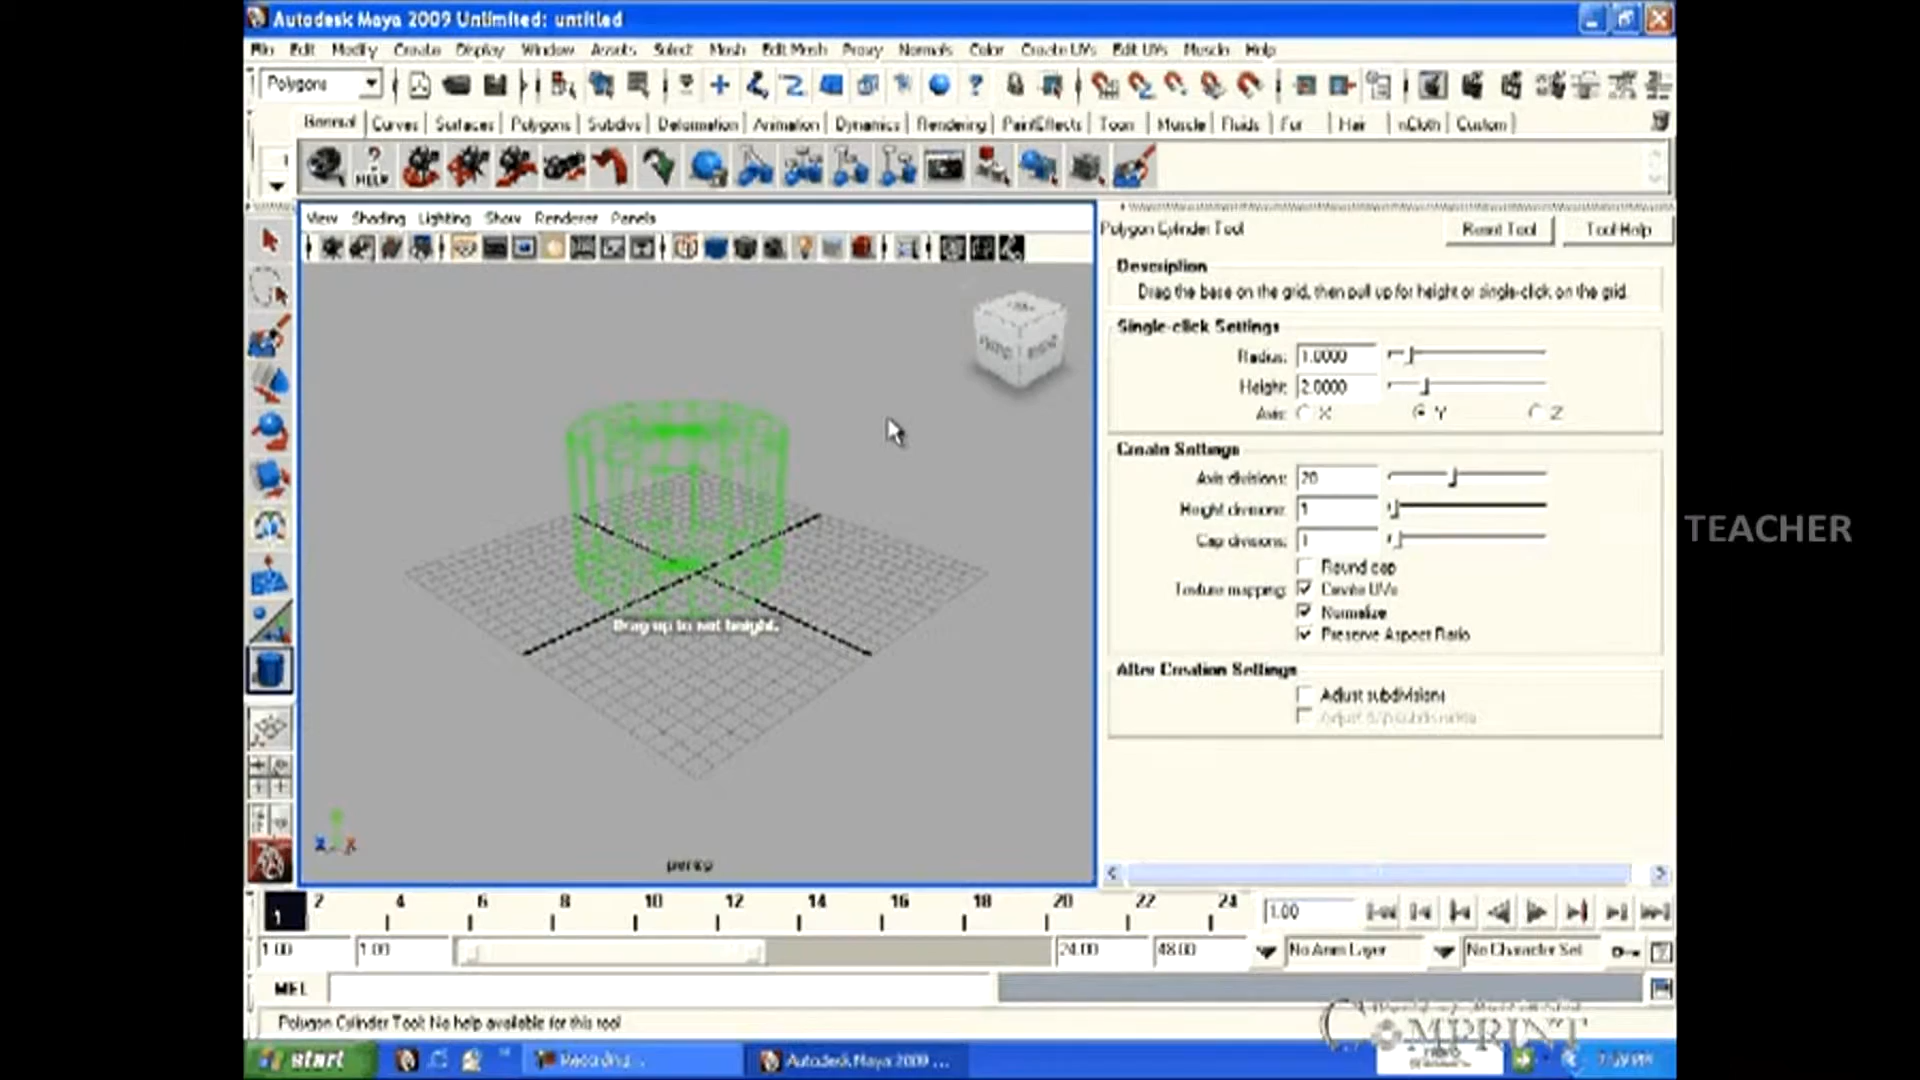 Autodesk Maya 2009 Unlimited: untitled
File Edit Modify Create Display Window Assets Select Mesh Edit Mesh Proxy Normals Color Create UVs Edit UVs Muscle Help
Polygons
General Curves Surfaces Polygons Subdivs Deformation Animation Dynamics Rendering PaintEffects Toon Muscle Fluids Fur Hair nCloth Custom
HELP
View Shading Lighting Show Renderer Panels
Polygon Cylinder Tool Reset Tool Tool Help
Description
Drag the base on the grid, then pull up for height or single-click on the grid.
Single-click Settings
Radius: 1.0000
Height: 2.0000
Axis: X Y Z
Create Settings
Axis divisions: 20
Height divisions: 1
Cap divisions: 1
Round cap
Texture mapping: Create UVs
Normalize
Preserve Aspect Ratio
After Creation Settings
Adjust subdivisions
Drag up to set height.
persp
TEACHER
1 2 4 6 8 10 12 14 16 18 20 22 24 1.00
1.00 1.00 24.00 48.00 No Anim Layer No Character Set
MEL
Polygon Cylinder Tool: No help available for this tool
COMPRINT
start Recording... Autodesk Maya 2009 ...